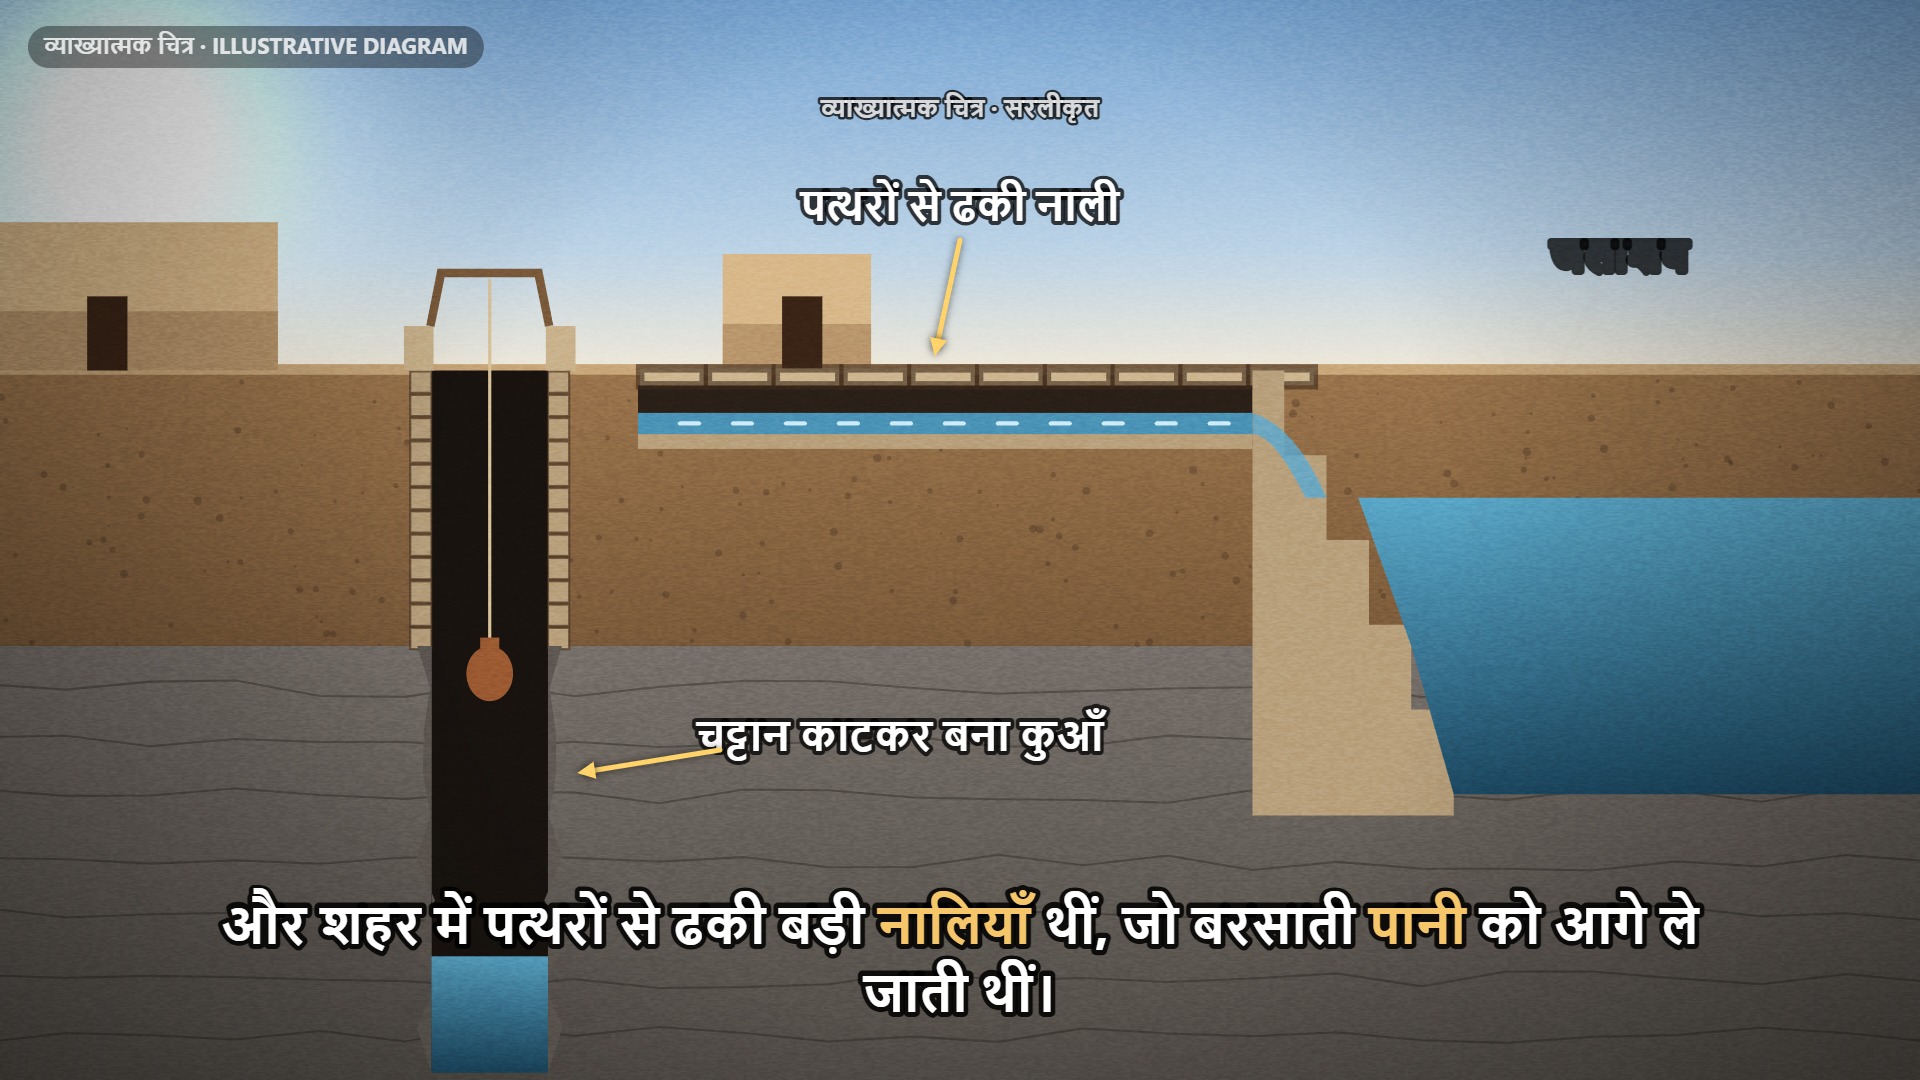 व्याख्यात्मक चित्र · ILLUSTRATIVE DIAGRAM
व्याख्यात्मक चित्र · सरलीकृत
पत्थरों से ढकी नाली
चट्टान काटकर बना कुआँ
और शहर में पत्थरों से ढकी बड़ी नालियाँ थीं, जो बरसाती पानी को आगे ले
जाती थीं।